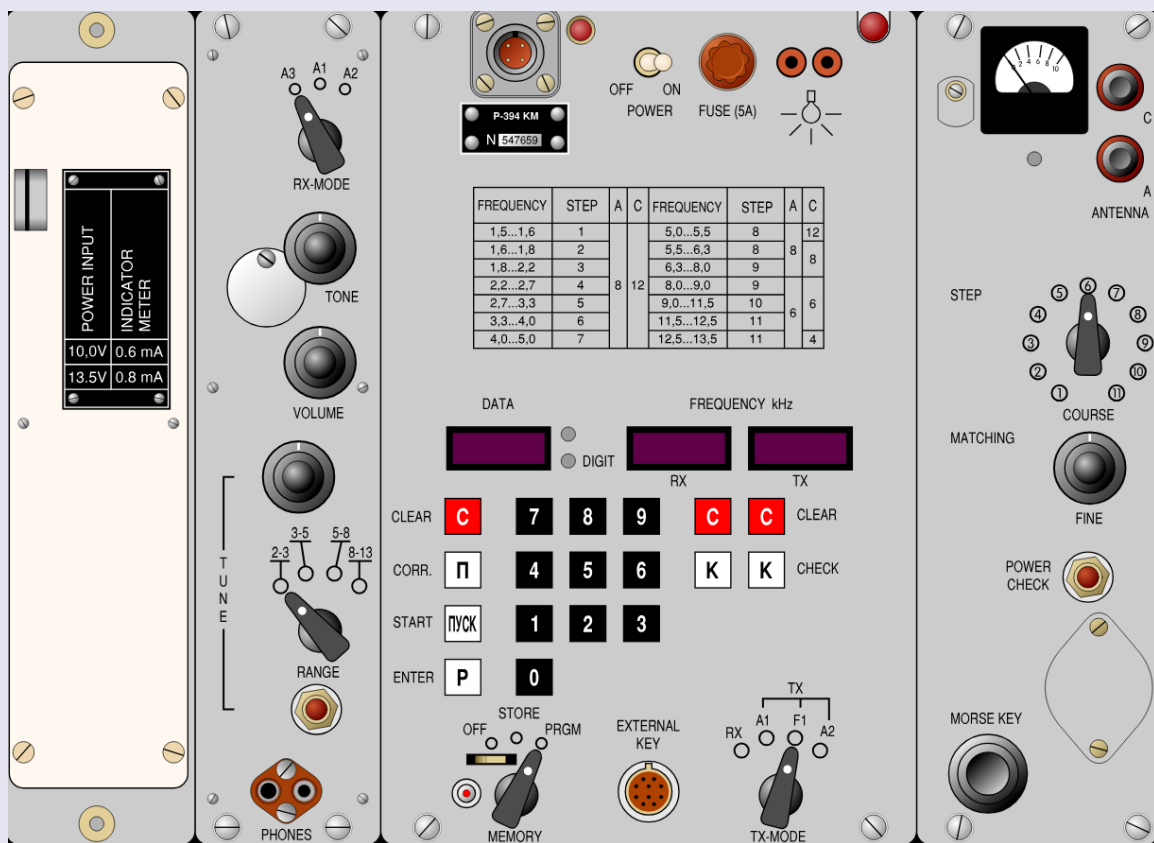 POWER INPUT
INDICATOR
METER
10,0V 0.6 mA
13.5V 0.8 mA
A3 A1 A2
RX-MODE
TONE
VOLUME
TUNE
2-3 3-5 5-8 8-13
RANGE
PHONES
P-394 KM
N 547659
OFF ON
POWER
FUSE (5A)
FREQUENCY STEP A C FREQUENCY STEP A C
1,5...1,6 1 8 12 5,0...5,5 8 8 12
1,6...1,8 2 5,5...6,3 8 8
1,8...2,2 3 6,3...8,0 9
2,2...2,7 4 8,0...9,0 9 6 6
2,7...3,3 5 9,0...11,5 10
3,3...4,0 6 11,5...12,5 11
4,0...5,0 7 12,5...13,5 11 4
DATA
DIGIT
FREQUENCY kHz
RX TX
CLEAR C 7 8 9 C C CLEAR
CORR. П 4 5 6 K K CHECK
START ПУСК 1 2 3
ENTER P 0
STORE
OFF PRGM
MEMORY
EXTERNAL
KEY
TX
RX A1 F1 A2
TX-MODE
0 2 4 6 8 10
C
A
ANTENNA
STEP
1 2 3 4 5 6 7 8 9 10 11
COURSE
MATCHING
FINE
POWER
CHECK
MORSE KEY